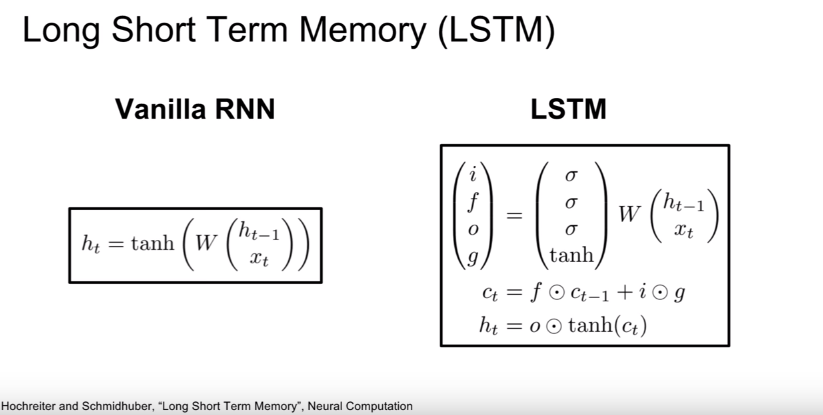 Long Short Term Memory (LSTM)
Vanilla RNN
h_t = tanh ( W ( h_{t-1} x_t ) )
LSTM
( i f o g ) = ( σ σ σ tanh ) W ( h_{t-1} x_t )
c_t = f ⊙ c_{t-1} + i ⊙ g
h_t = o ⊙ tanh(c_t)
Hochreiter and Schmidhuber, “Long Short Term Memory”, Neural Computation